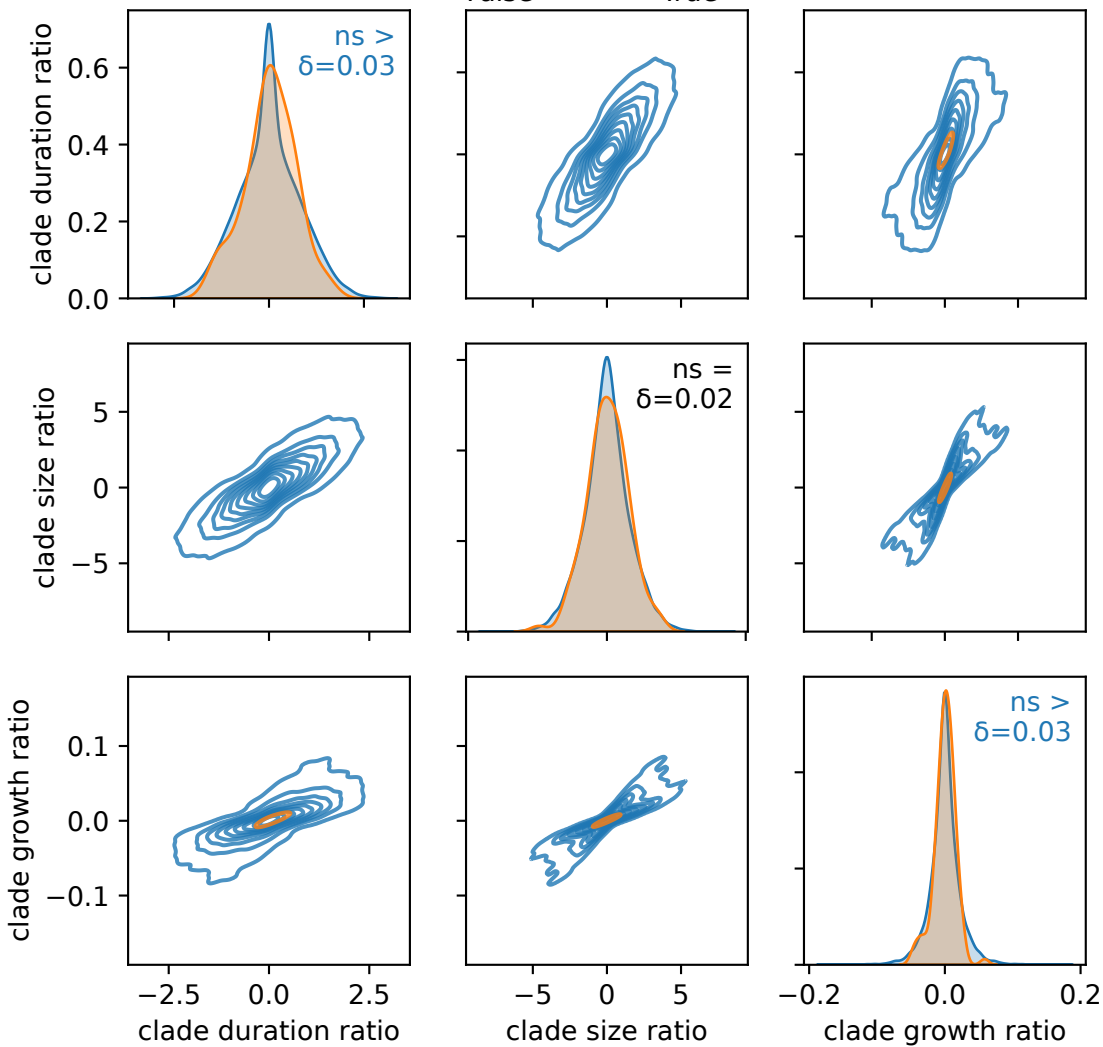 clade duration ratio
0.6
0.4
0.2
0.0
ns >
δ=0.03
clade size ratio
5
0
−5
ns =
δ=0.02
clade growth ratio
0.1
0.0
−0.1
ns >
δ=0.03
−2.5
0.0
2.5
−5
0
5
−0.2
0.0
0.2
clade duration ratio
clade size ratio
clade growth ratio